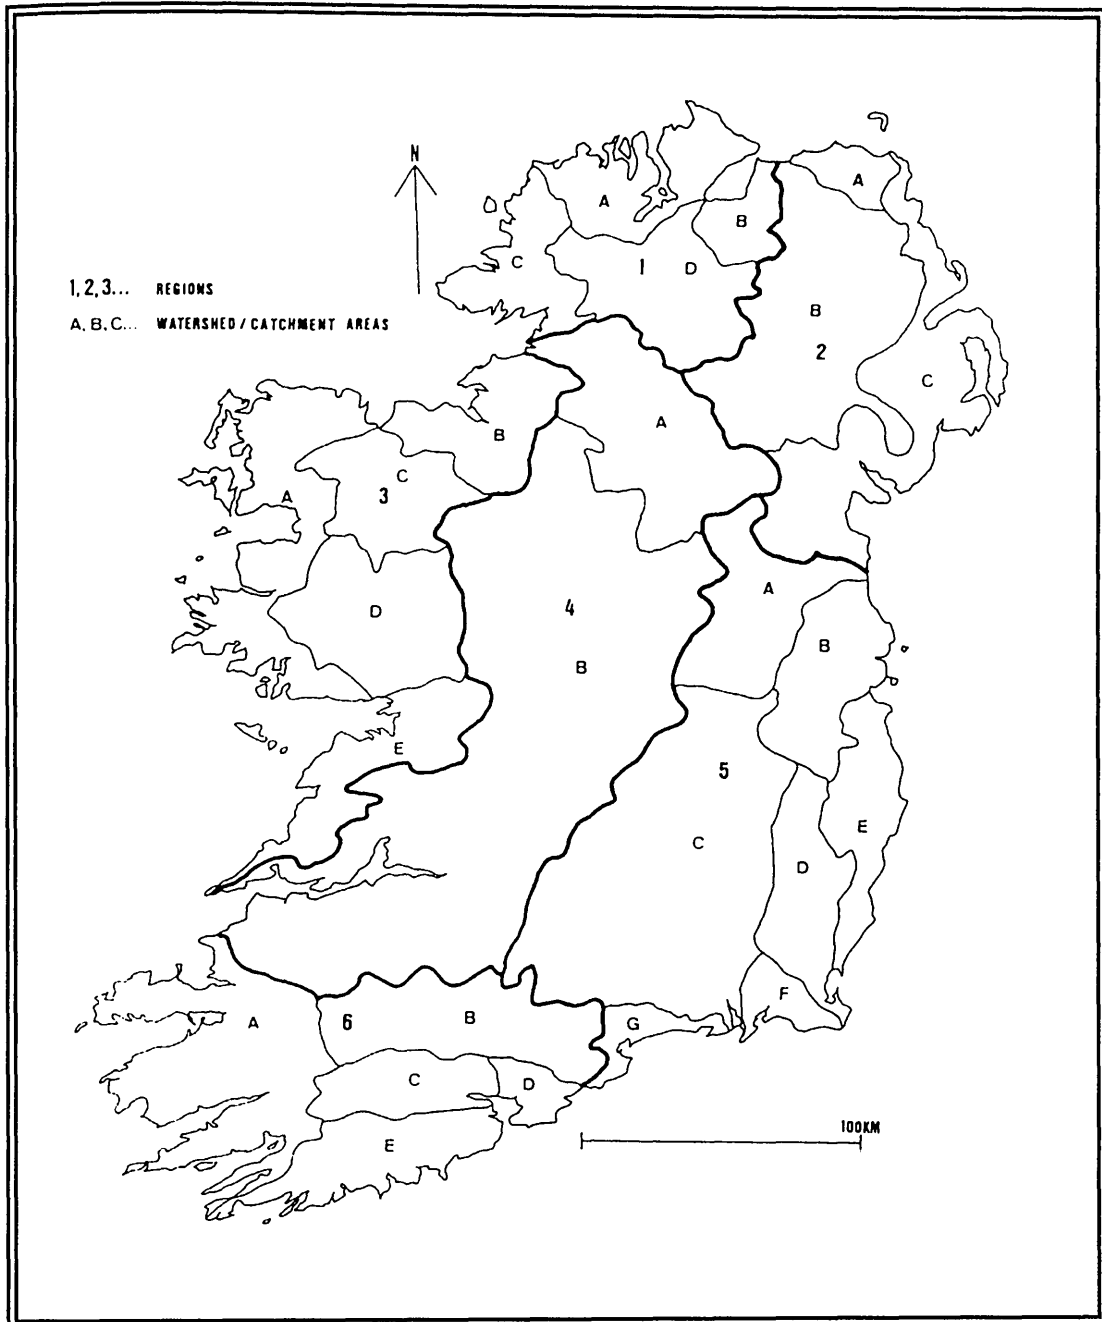 N
A
A
B
C
1
D
1,2,3... REGIONS
B
A, B, C... WATERSHED/CATCHMENT AREAS
2
C
A
B
C
3
A
A
4
D
B
B
E
5
E
C
D
F
A
6
B
G
C
D
100KM
E